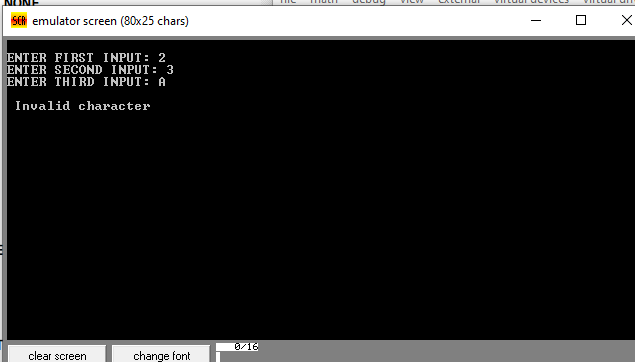 NONE
file math debug view external virtual devices virtual dri
SCR emulator screen (80x25 chars)
ENTER FIRST INPUT: 2
ENTER SECOND INPUT: 3
ENTER THIRD INPUT: A
Invalid character
clear screen change font 0/16